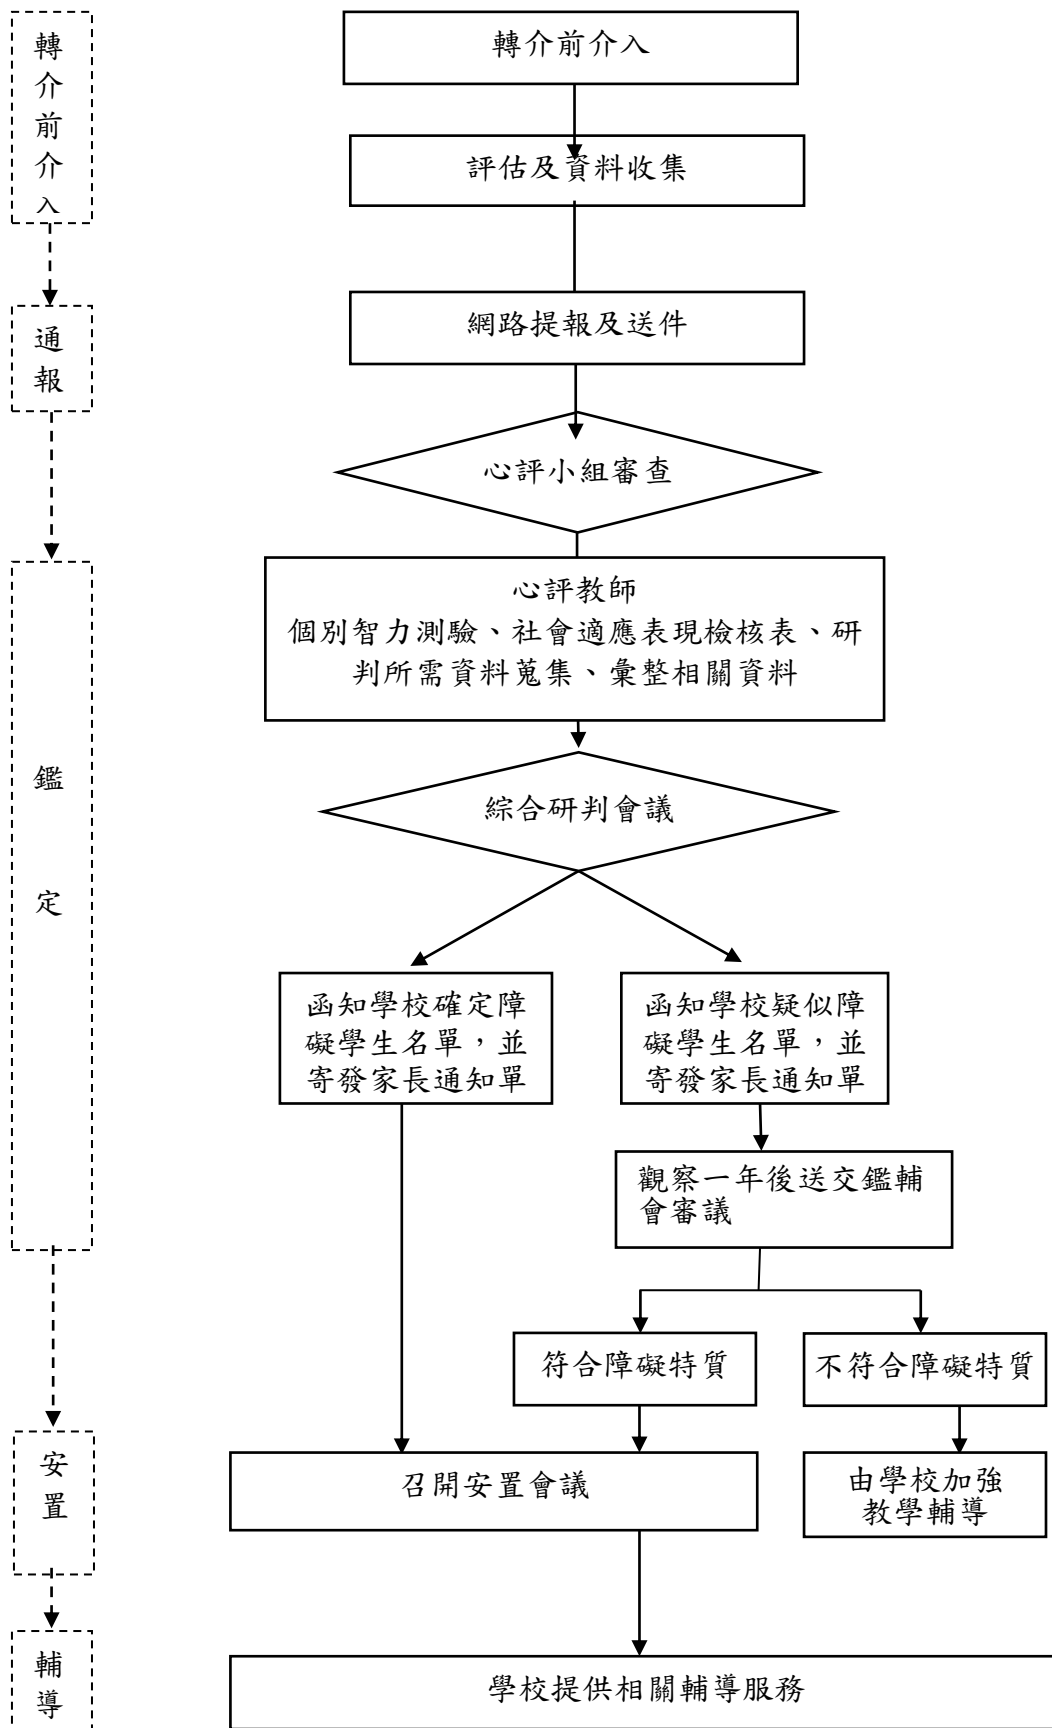 轉介前介入
轉介前介入
評估及資料收集
通報
網路提報及送件
心評小組審查
鑑定
心評教師
個別智力測驗、社會適應表現檢核表、研
判所需資料蒐集、彙整相關資料
綜合研判會議
函知學校確定障
礙學生名單，並
寄發家長通知單
函知學校疑似障
礙學生名單，並
寄發家長通知單
觀察一年後送交鑑輔
會審議
符合障礙特質
不符合障礙特質
安置
召開安置會議
由學校加強
教學輔導
輔導
學校提供相關輔導服務